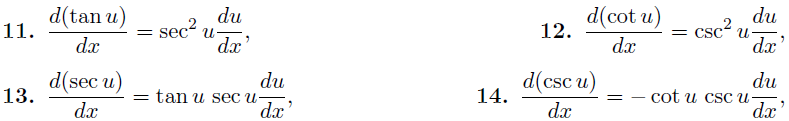 11. d(tan u)/dx = sec² u du/dx, 12. d(cot u)/dx = csc² u du/dx,
13. d(sec u)/dx = tan u sec u du/dx, 14. d(csc u)/dx = − cot u csc u du/dx,